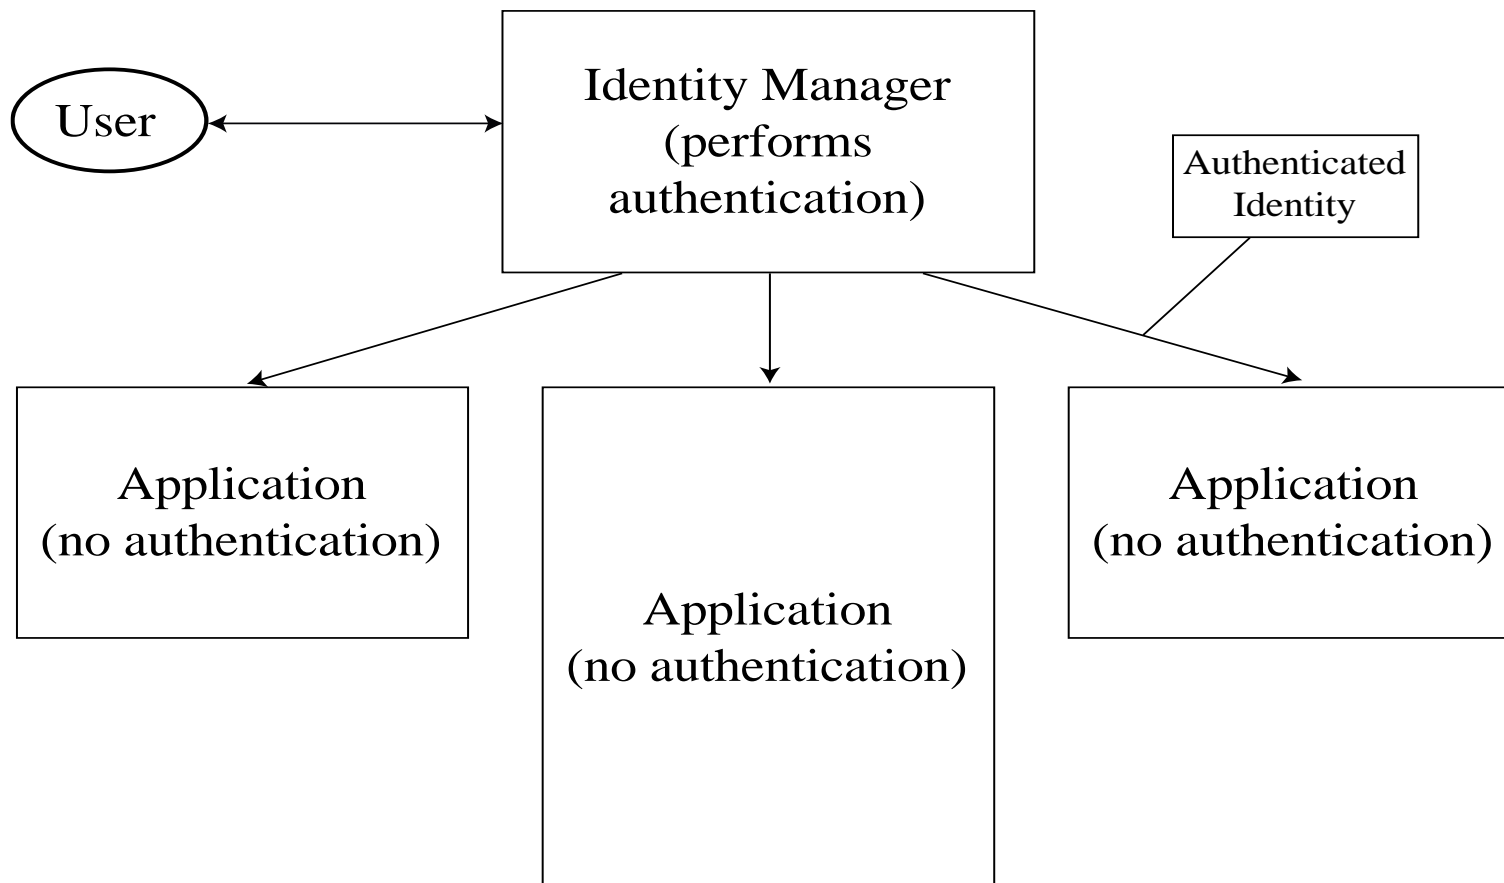 Identity Manager
(performs
authentication)
User
Authenticated
Identity
Application
(no authentication)
Application
(no authentication)
Application
(no authentication)